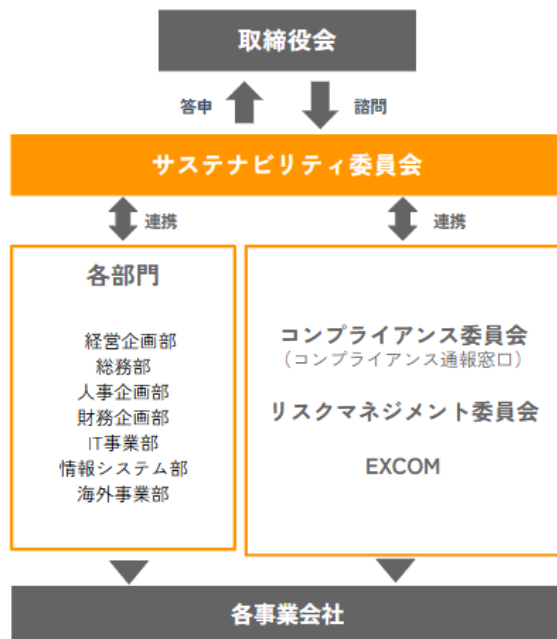 取締役会
答申
諮問
サステナビリティ委員会
連携
連携
各部門
経営企画部
総務部
人事企画部
財務企画部
IT事業部
情報システム部
海外事業部
コンプライアンス委員会
（コンプライアンス通報窓口）
リスクマネジメント委員会
EXCOM
各事業会社